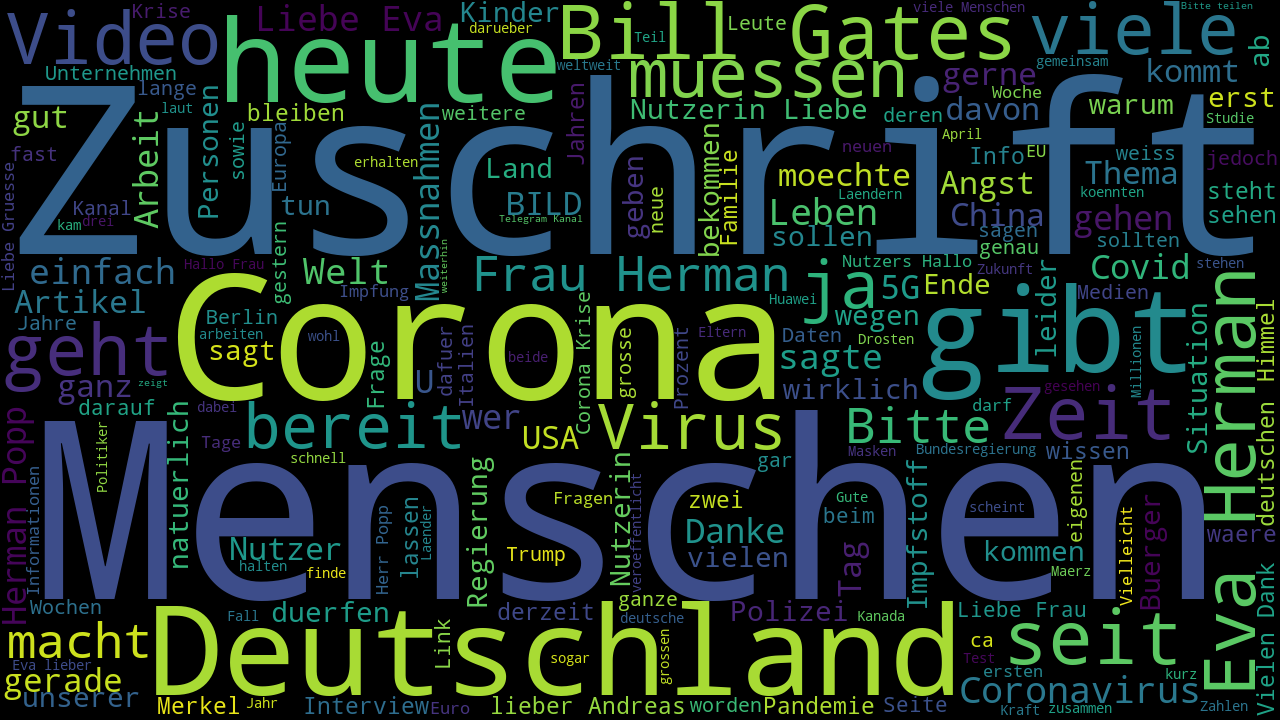 Krise
Liebe Eva
Kinder
darueber
Bill
Teil
Leute
Gates
viele Menschen
viele
Bitte teilen
Video
heute
weltweit
muessen
gemeinsam
ab
Unternehmen
lange
laut
Personen
gerne
kommt
Woche
gut
bleiben
weitere
Jahren
Nutzerin Liebe
deren
davon
warum
erst
Studie
Zuschrift
fast
Arbeit
sowie
Europa
erhalten
Massnahmen
Land
bekommen
Familie
neuen
April
Info
EU
weiss
jedoch
Liebe Gruesse
Kanal
kam
drei
tun
BILD
Telegram Kanal
geben
neue
moechte
Laendern
Angst
Thema
koennten
steht
Leben
China
sagen
gehen
sehen
sollen
genau
sollten
gestern
weiterhin
Hallo Frau
einfach
Welt
Frau Herman
ja
Nutzers Hallo
Zukunft
Covid
stehen
Artikel
Impfung
Huawei
5G
Ende
leider
Medien
Jahre
Berlin
arbeiten
wohl
Corona
Corona Krise
grosse
Prozent
Eltern
Daten
wegen
Drosten
gibt
Millionen
Situation
Himmel
geht
sagt
Frage
dafuer
Italien
beide
sagte
ganz
zeigt
U
wirklich
gesehen
Eva Herman
darauf
dabei
bereit
wer
USA
Virus
Bitte
darf
Zeit
deutschen
Herman Popp
Politiker
natuerlich
Tage
schnell
gar
Masken
Bundesregierung
wissen
Informationen
Menschen
Regierung
Fragen
Nutzerin
veroeffentlicht
zwei
Gute
Impfstoff
eigenen
scheint
Nutzer
halten
finde
Herr Popp
lassen
Laender
Trump
Danke
vielen
beim
Tag
kommen
Maerz
Vielleicht
Buerger
waere
Wochen
Fall
duerfen
derzeit
ganze
deutsche
Polizei
Kanada
Liebe Frau
Vielen Dank
macht
Deutschland
Link
sogar
grossen
seit
ca
Test
Eva lieber
gerade
ersten
kurz
unserer
Merkel
Jahr
Interview
Euro
lieber Andreas
worden
Pandemie
Seite
Coronavirus
Kraft
zusammen
Zahlen